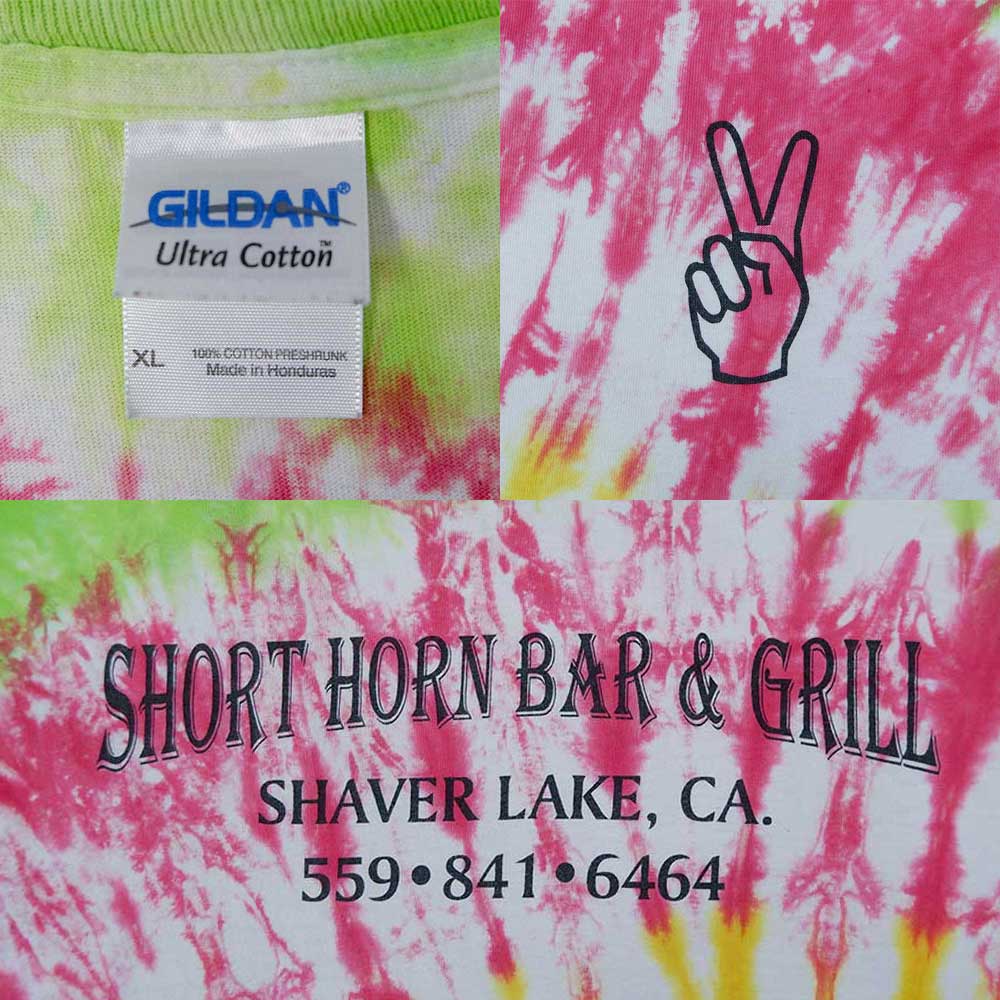 GILDAN®
Ultra Cotton™
XL 100% COTTON PRESHRUNK
Made in Honduras
SHORT HORN BAR & GRILL
SHAVER LAKE, CA.
559•841•6464